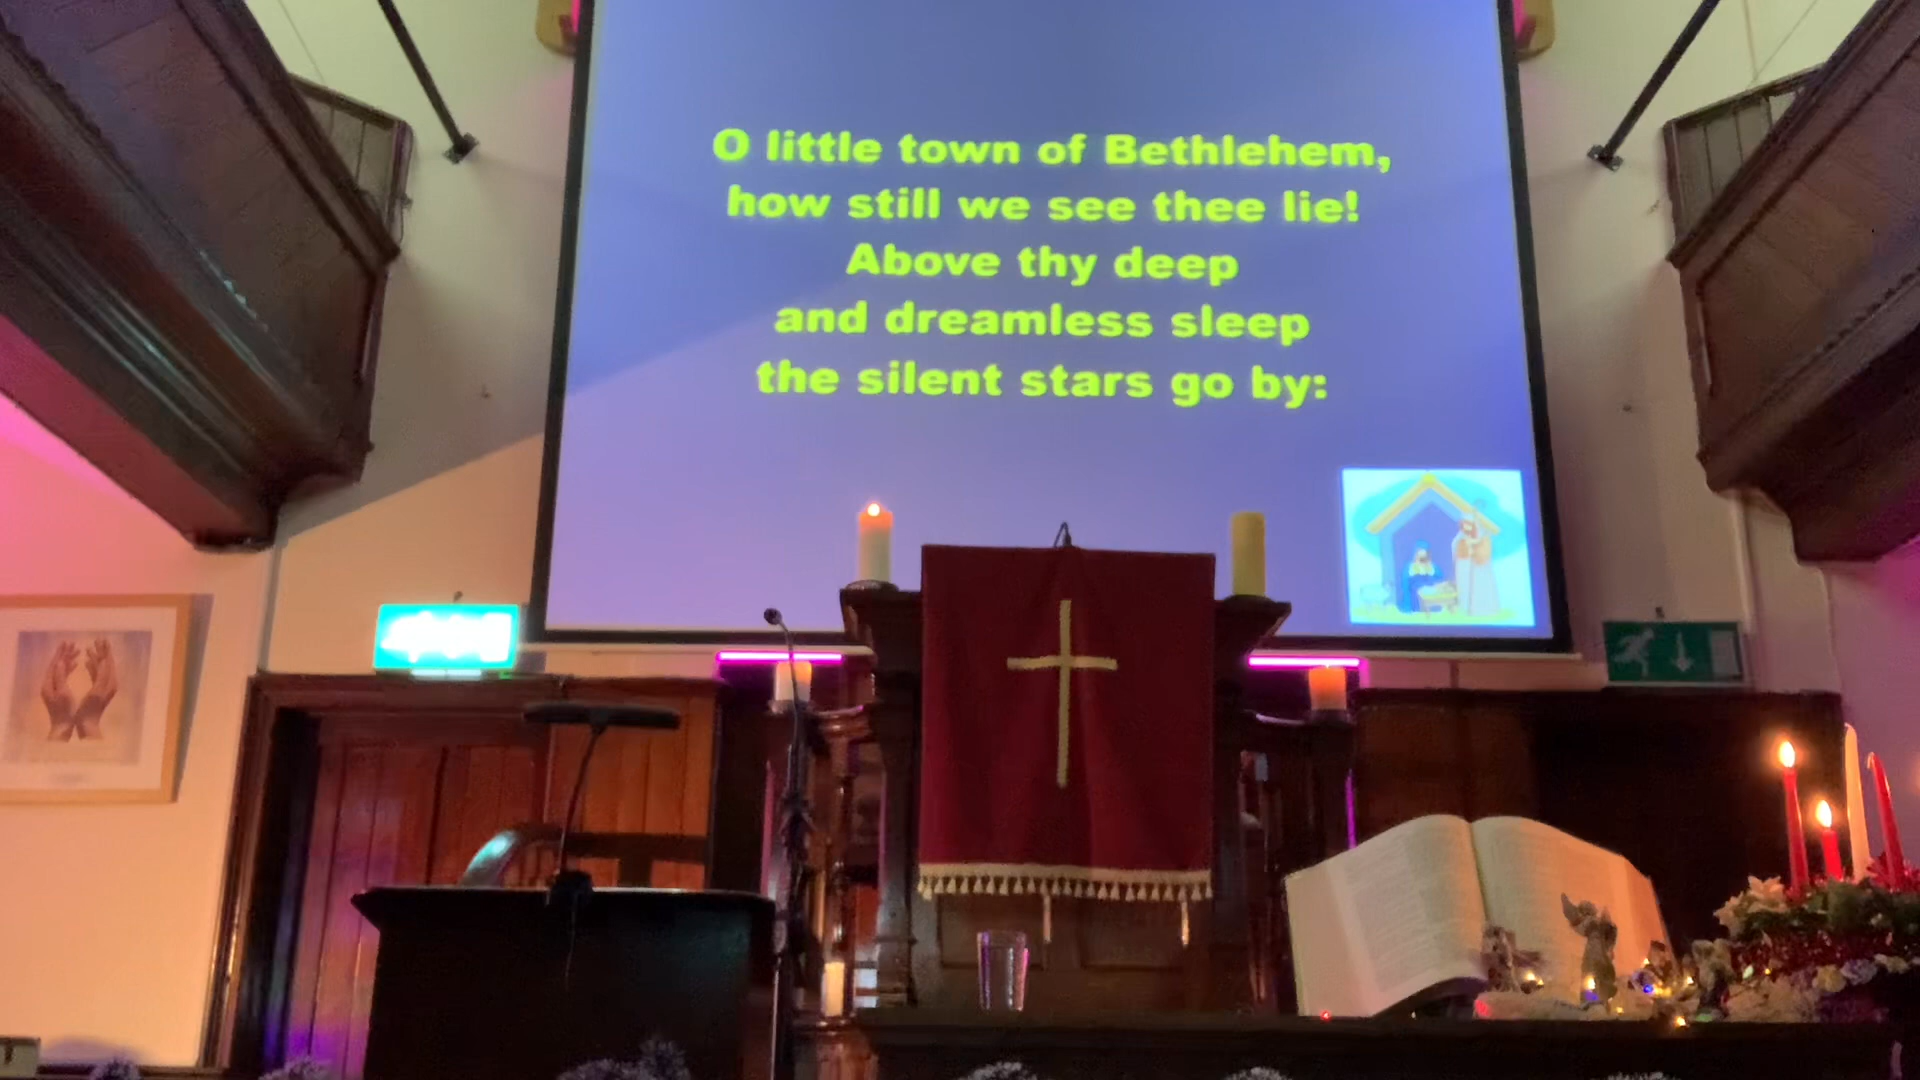 O little town of Bethlehem,
how still we see thee lie!
Above thy deep
and dreamless sleep
the silent stars go by: